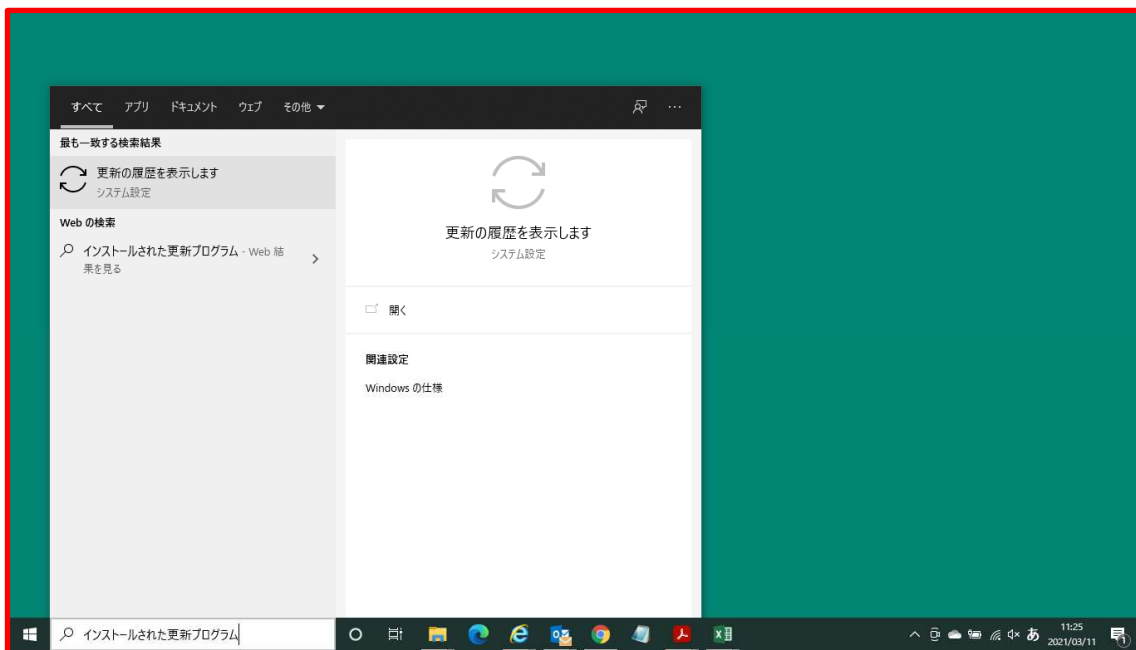 すべて アプリ ドキュメント ウェブ その他
最も一致する検索結果
更新の履歴を表示します
システム設定
Web の検索
インストールされた更新プログラム - Web 結
果を見る
更新の履歴を表示します
システム設定
開く
関連設定
Windows の仕様
インストールされた更新プログラム
あ
11:25
2021/03/11
1